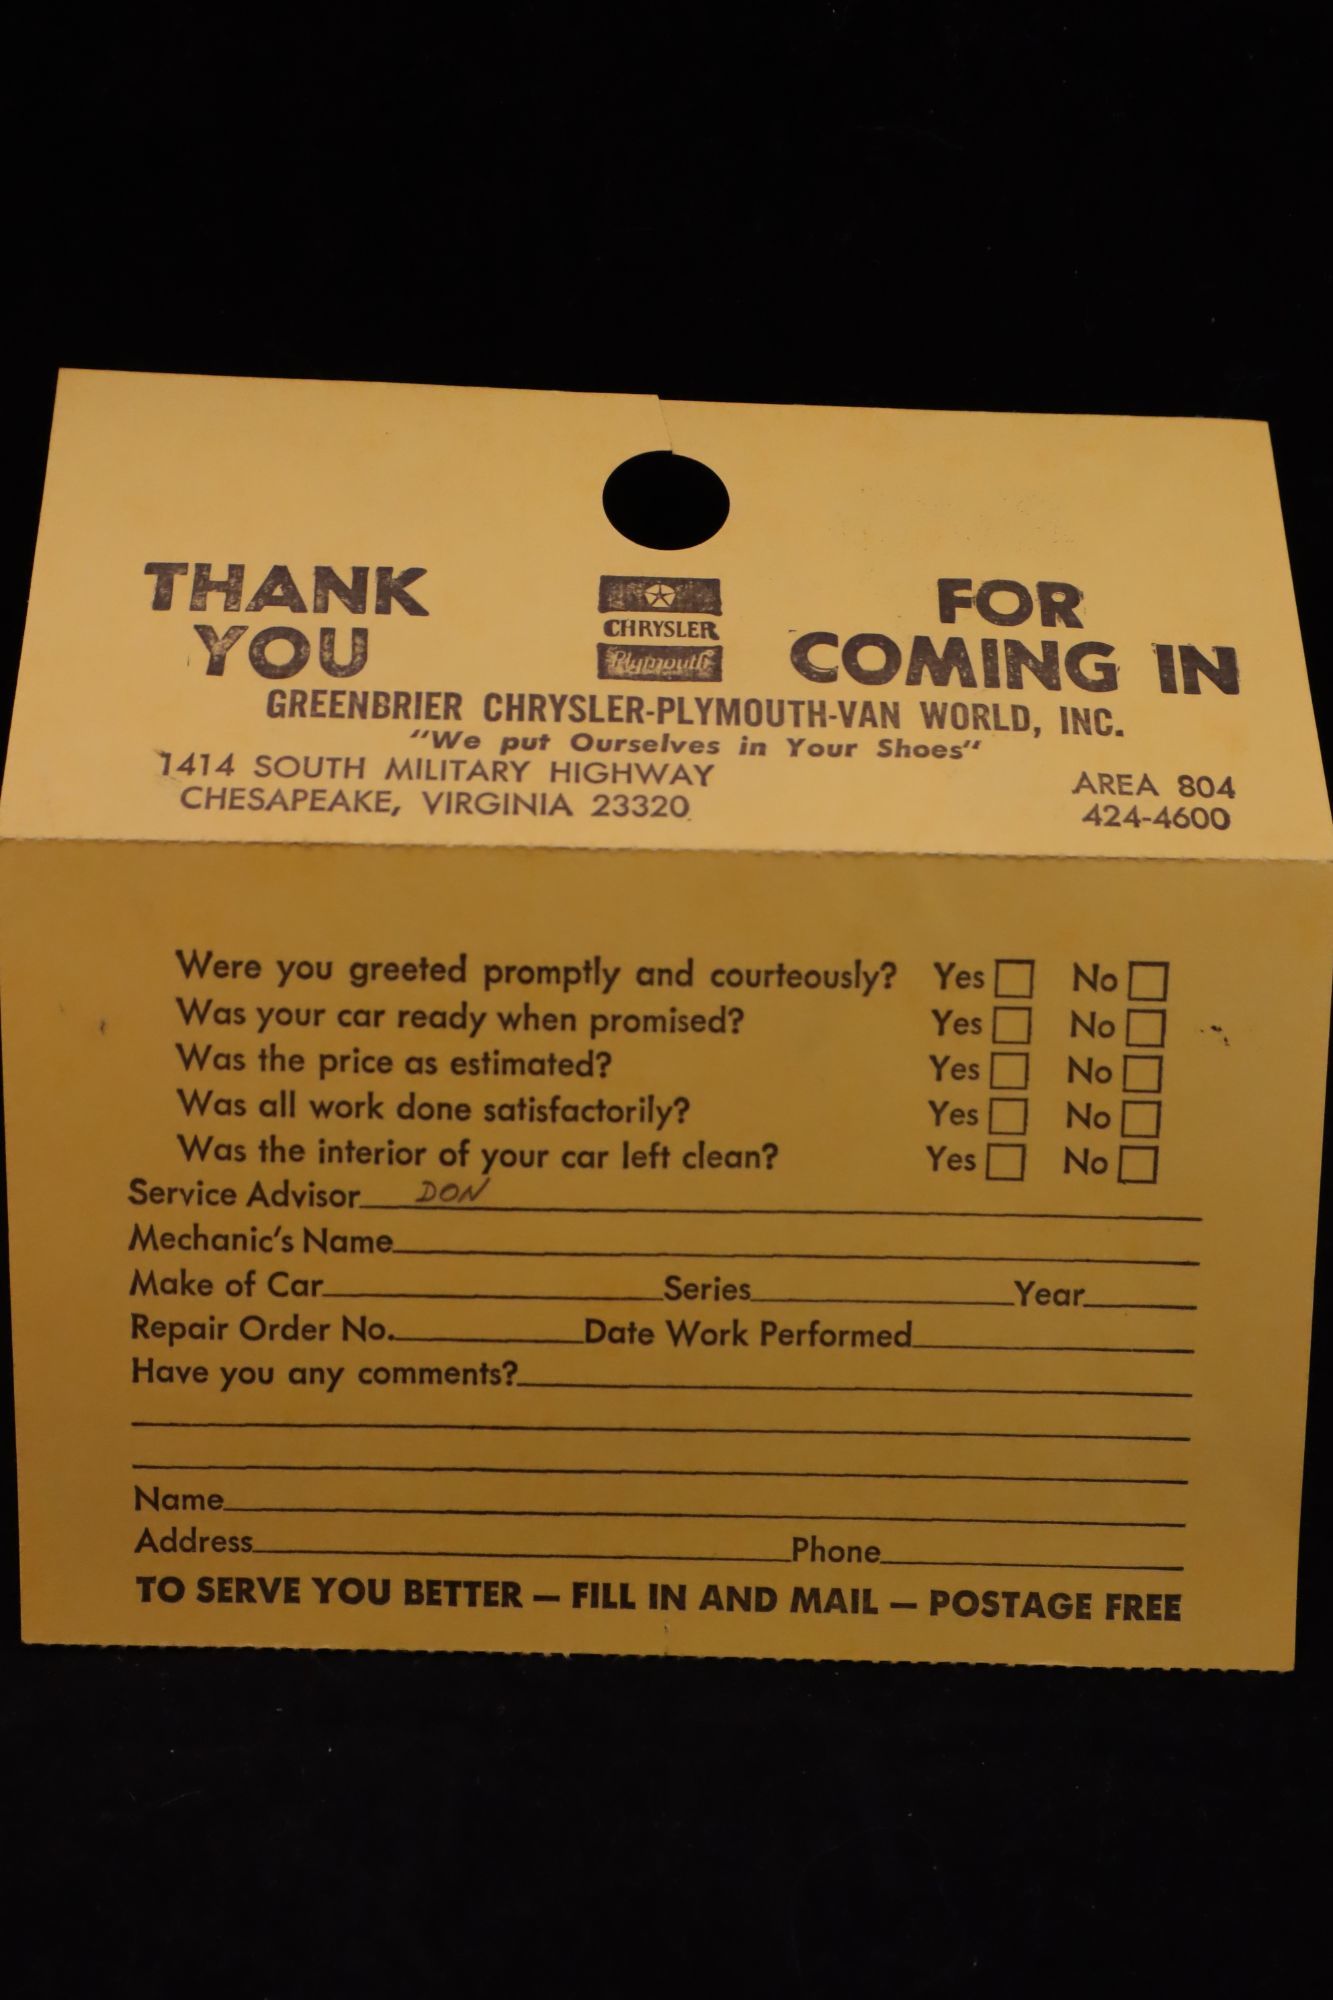 THANK YOU
FOR COMING IN
CHRYSLER
Plymouth
GREENBRIER CHRYSLER-PLYMOUTH-VAN WORLD, INC.
"We put Ourselves in Your Shoes"
1414 SOUTH MILITARY HIGHWAY
CHESAPEAKE, VIRGINIA 23320
AREA 804
424-4600
Were you greeted promptly and courteously? Yes No
Was your car ready when promised? Yes No
Was the price as estimated? Yes No
Was all work done satisfactorily? Yes No
Was the interior of your car left clean? Yes No
Service Advisor DON
Mechanic's Name
Make of Car Series Year
Repair Order No. Date Work Performed
Have you any comments?
Name
Address Phone
TO SERVE YOU BETTER — FILL IN AND MAIL — POSTAGE FREE